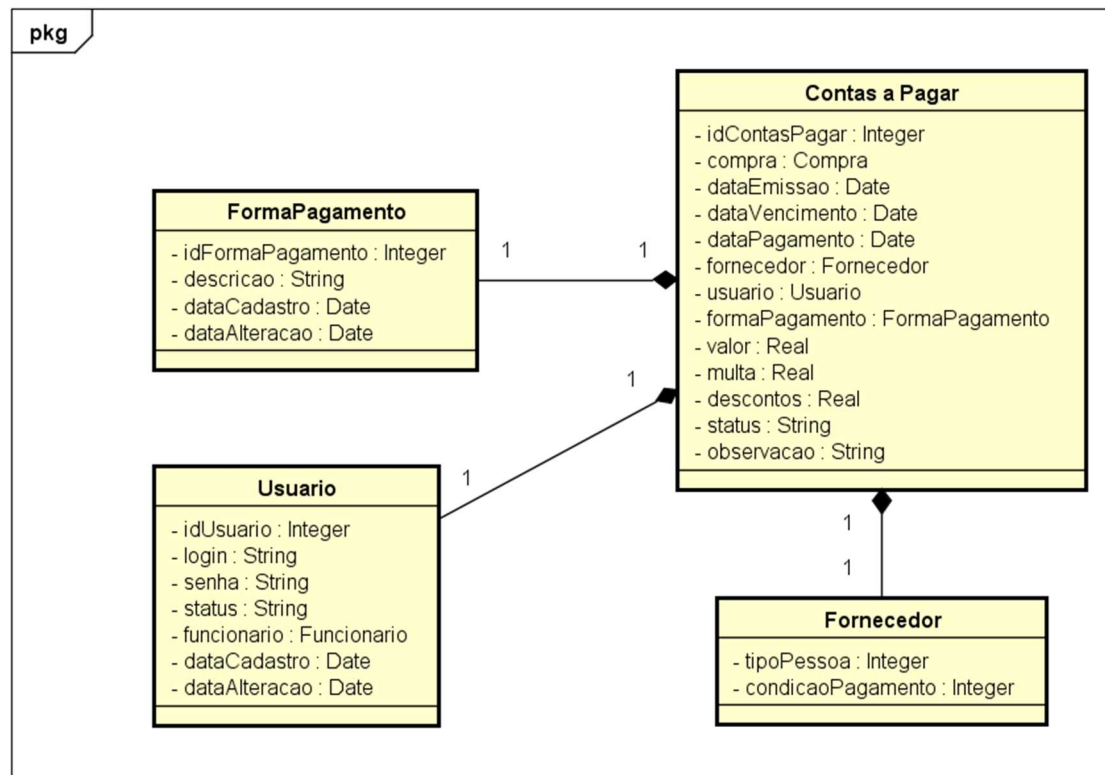 pkg
Contas a Pagar
- idContasPagar : Integer
- compra : Compra
- dataEmissao : Date
- dataVencimento : Date
- dataPagamento : Date
- fornecedor : Fornecedor
- usuario : Usuario
- formaPagamento : FormaPagamento
- valor : Real
- multa : Real
- descontos : Real
- status : String
- observacao : String
FormaPagamento
- idFormaPagamento : Integer
- descricao : String
- dataCadastro : Date
- dataAlteracao : Date
1
1
1
1
Usuario
- idUsuario : Integer
- login : String
- senha : String
- status : String
- funcionario : Funcionario
- dataCadastro : Date
- dataAlteracao : Date
1
1
Fornecedor
- tipoPessoa : Integer
- condicaoPagamento : Integer